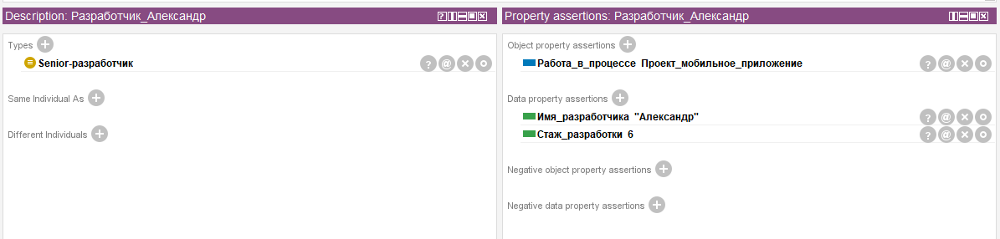 Description: Разработчик_Александр
Types
Senior-разработчик
Same Individual As
Different Individuals
Property assertions: Разработчик_Александр
Object property assertions
Работа_в_процессе Проект_мобильное_приложение
Data property assertions
Имя_разработчика "Александр"
Стаж_разработки 6
Negative object property assertions
Negative data property assertions